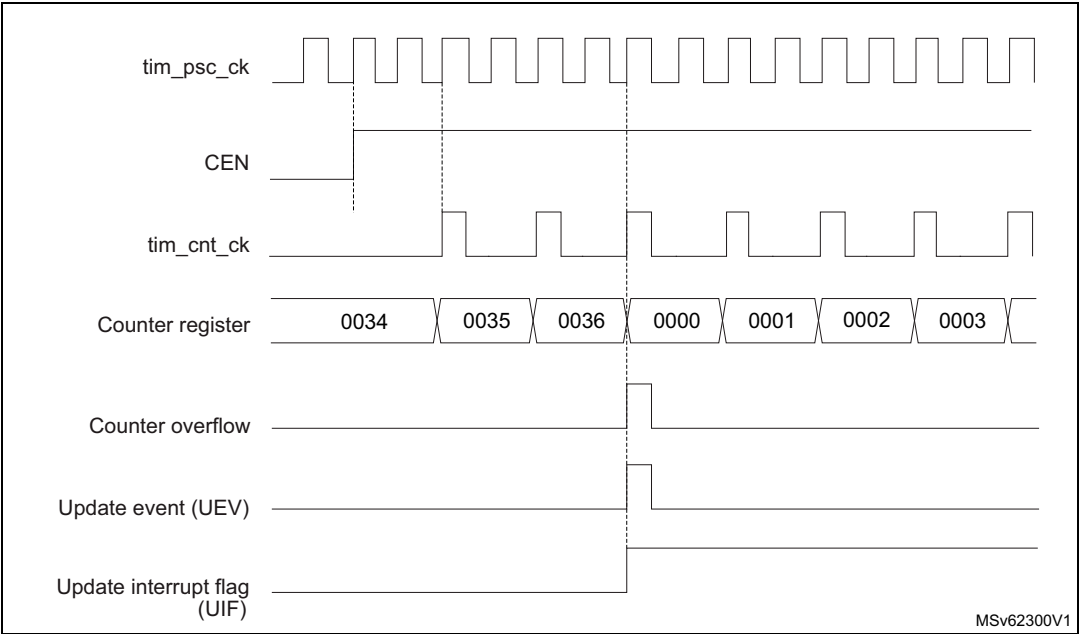 tim_psc_ck
CEN
tim_cnt_ck
Counter register 0034 0035 0036 0000 0001 0002 0003
Counter overflow
Update event (UEV)
Update interrupt flag
(UIF)
MSv62300V1